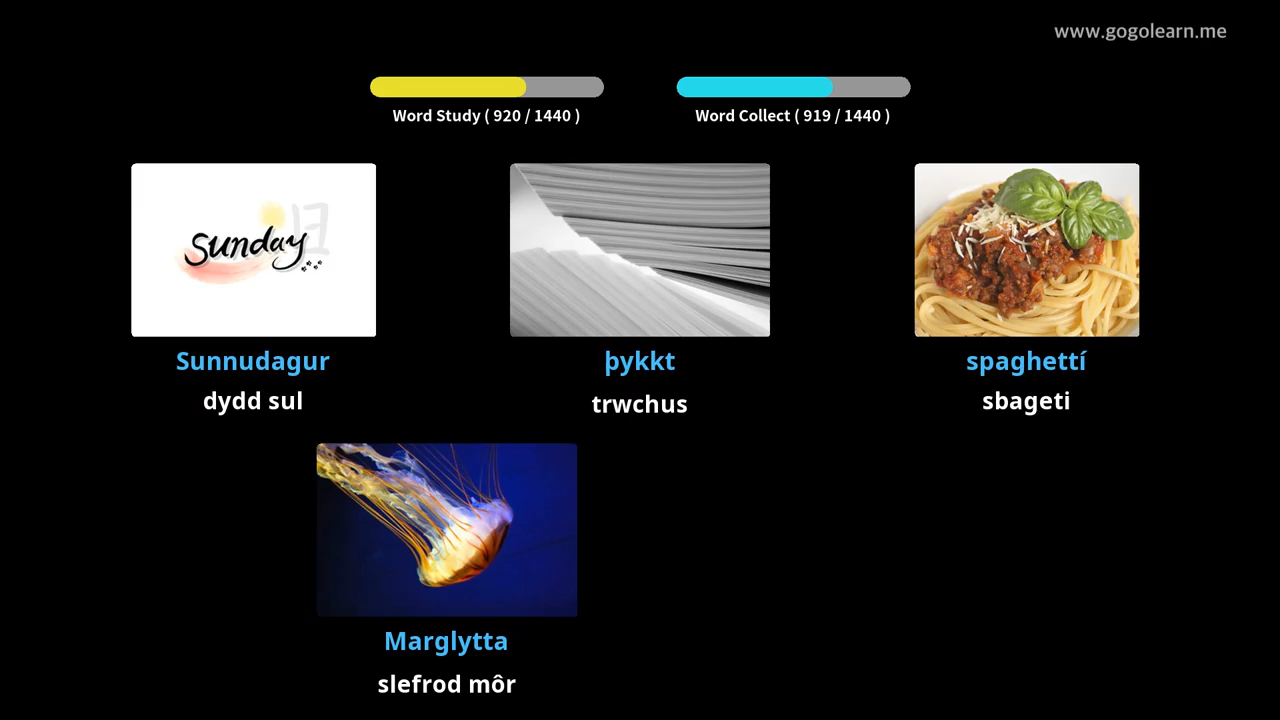 www.gogolearn.me
Word Study ( 920 / 1440 )
Word Collect ( 919 / 1440 )
Sunday
旦
Sunnudagur
dydd sul
þykkt
trwchus
spaghettí
sbageti
Marglytta
slefrod môr